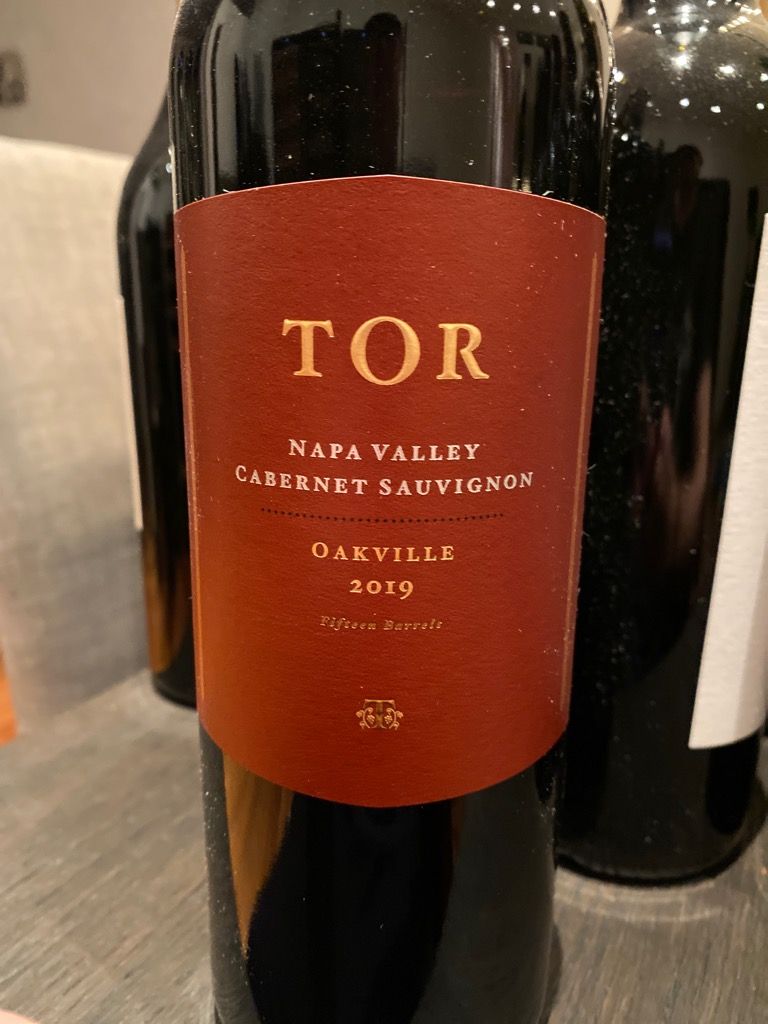 TOR
NAPA VALLEY
CABERNET SAUVIGNON
OAKVILLE
2019
Fifteen Barrels